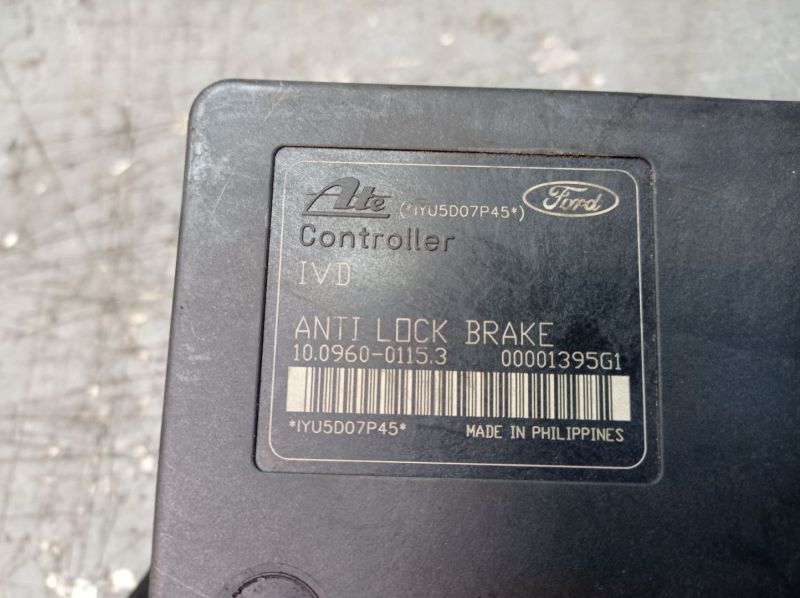 Ate (*IYU5D07P45*) Ford
Controller
IVD
ANTI LOCK BRAKE
10.0960-0115.3 00001395G1
*IYU5D07P45* MADE IN PHILIPPINES